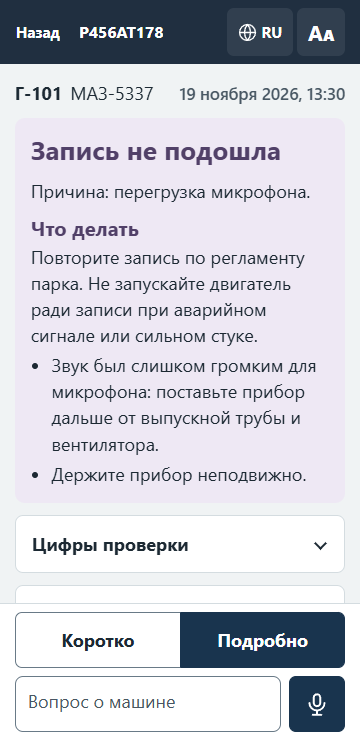 Назад P456AT178 RU Aa
Г-101 МАЗ-5337 19 ноября 2026, 13:30
Запись не подошла
Причина: перегрузка микрофона.
Что делать
Повторите запись по регламенту
парка. Не запускайте двигатель
ради записи при аварийном
сигнале или сильном стуке.
• Звук был слишком громким для
микрофона: поставьте прибор
дальше от выпускной трубы и
вентилятора.
• Держите прибор неподвижно.
Цифры проверки
Коротко Подробно
Вопрос о машине